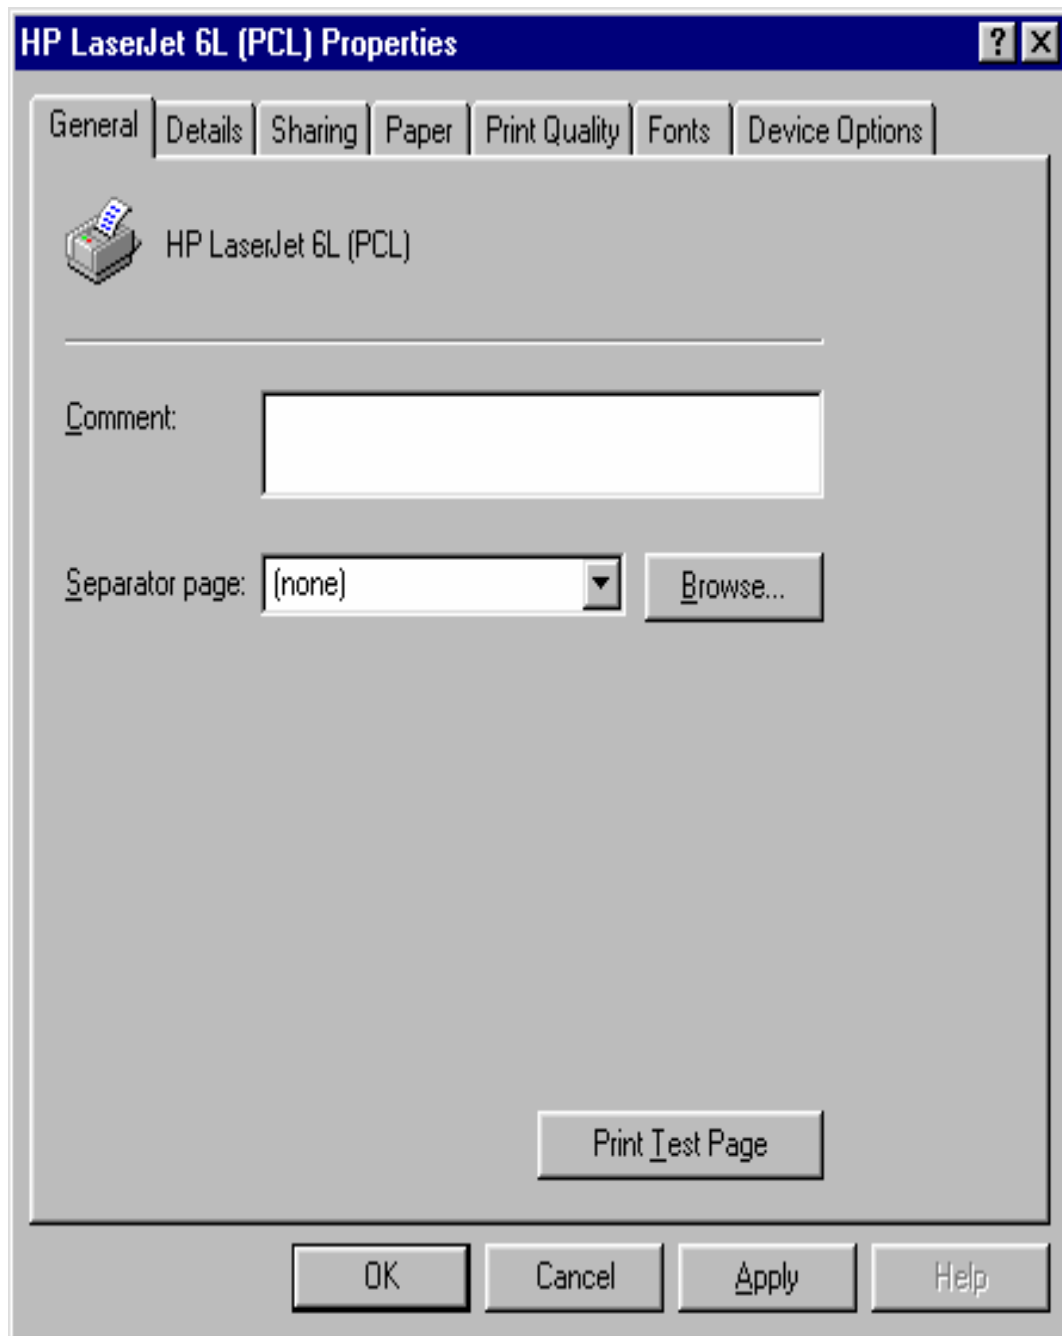 HP LaserJet 6L (PCL) Properties
General Details Sharing Paper Print Quality Fonts Device Options
HP LaserJet 6L (PCL)
Comment:
Separator page: (none) Browse...
Print Test Page
OK Cancel Apply Help